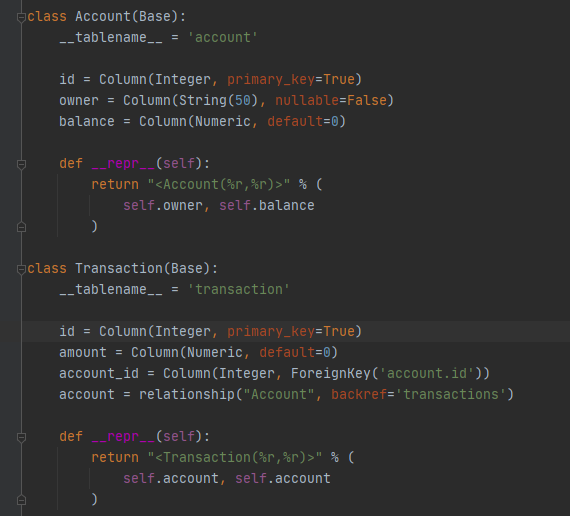 class Account(Base):
    __tablename__ = 'account'
    id = Column(Integer, primary_key=True)
    owner = Column(String(50), nullable=False)
    balance = Column(Numeric, default=0)
    def __repr__(self):
        return "<Account(%r,%r)>" % (
            self.owner, self.balance
        )
class Transaction(Base):
    __tablename__ = 'transaction'
    id = Column(Integer, primary_key=True)
    amount = Column(Numeric, default=0)
    account_id = Column(Integer, ForeignKey('account.id'))
    account = relationship("Account", backref='transactions')
    def __repr__(self):
        return "<Transaction(%r,%r)>" % (
            self.account, self.account
        )